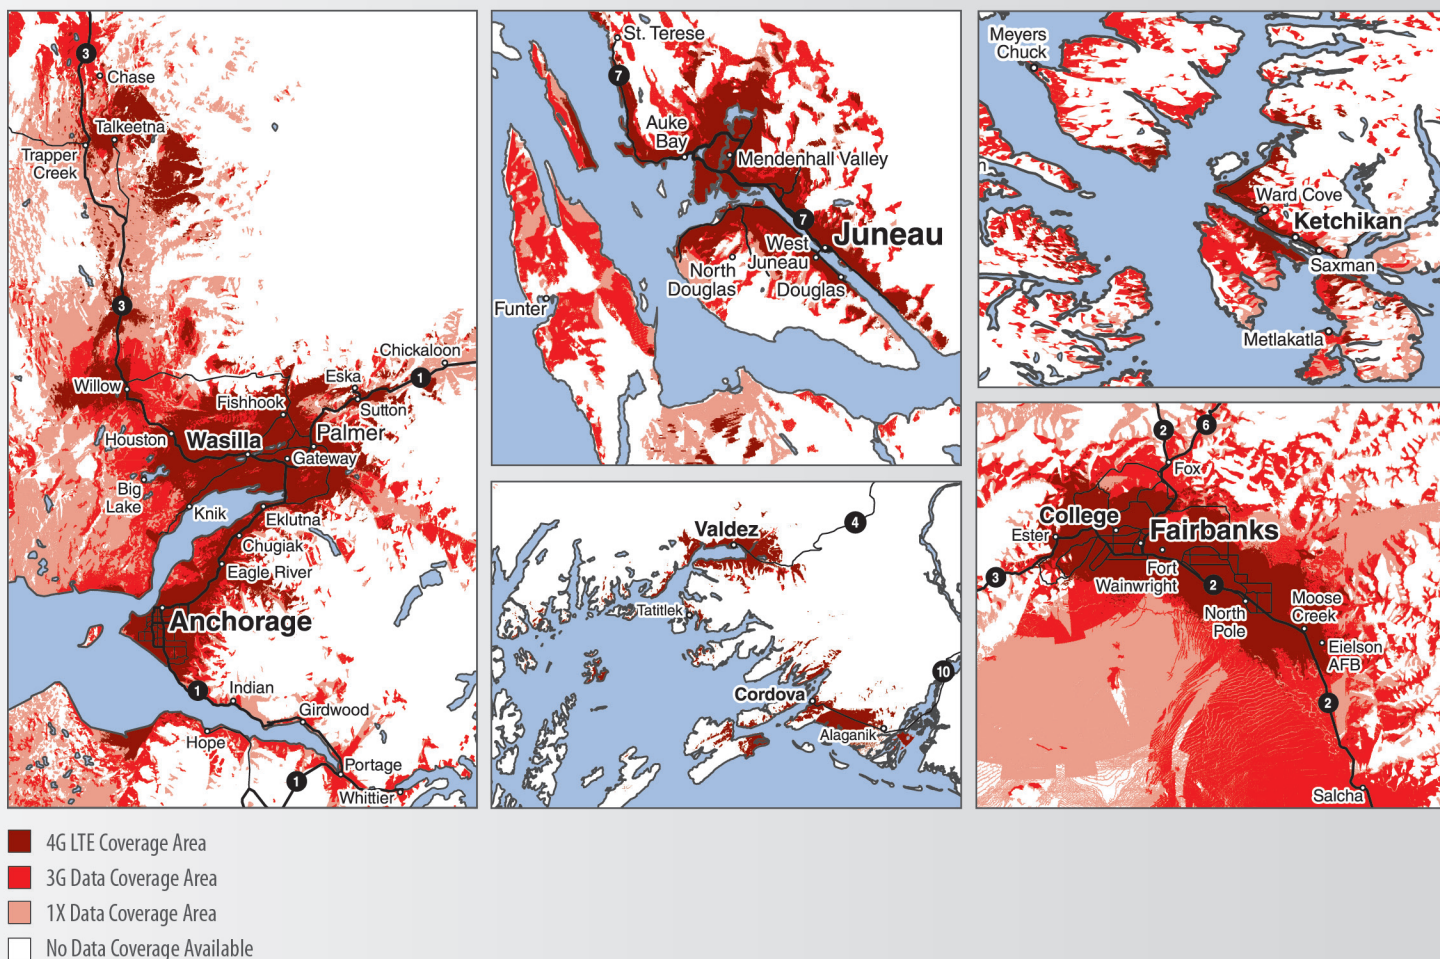 3
Chase
Talkeetna
Trapper
Creek
3
Chickaloon
Willow
Eska
1
Fishhook
Sutton
Houston
Wasilla
Palmer
Gateway
Big
Lake
Knik
Eklutna
Chugiak
Eagle River
Anchorage
1
Indian
Girdwood
Hope
Portage
1
Whittier
St. Terese
7
Auke
Bay
Mendenhall Valley
7
Juneau
West
Juneau
North
Douglas
Douglas
Funter
Valdez
4
Tatitlek
10
Cordova
Alaganik
Meyers
Chuck
n.
Ward Cove
Ketchikan
Saxman
Metlakatla
2
6
Fox
College
Fairbanks
Ester
3
Fort
Wainwright
2
North
Pole
Moose
Creek
Eielson
AFB
2
Salcha
4G LTE Coverage Area
3G Data Coverage Area
1X Data Coverage Area
No Data Coverage Available